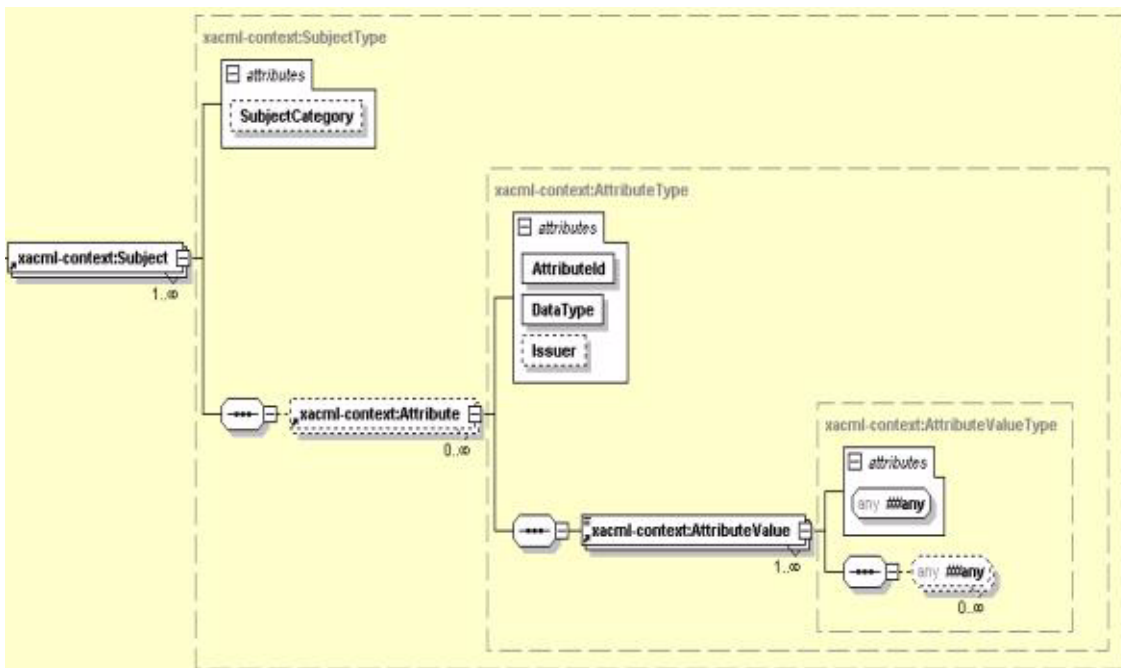 xacml-context:SubjectType
attributes
SubjectCategory
xacml-context:AttributeType
attributes
AttributeId
DataType
Issuer
xacml-context:Subject
1..∞
xacml-context:Attribute
0..∞
xacml-context:AttributeValueType
attributes
any ##any
xacml-context:AttributeValue
1..∞
any ##any
0..∞